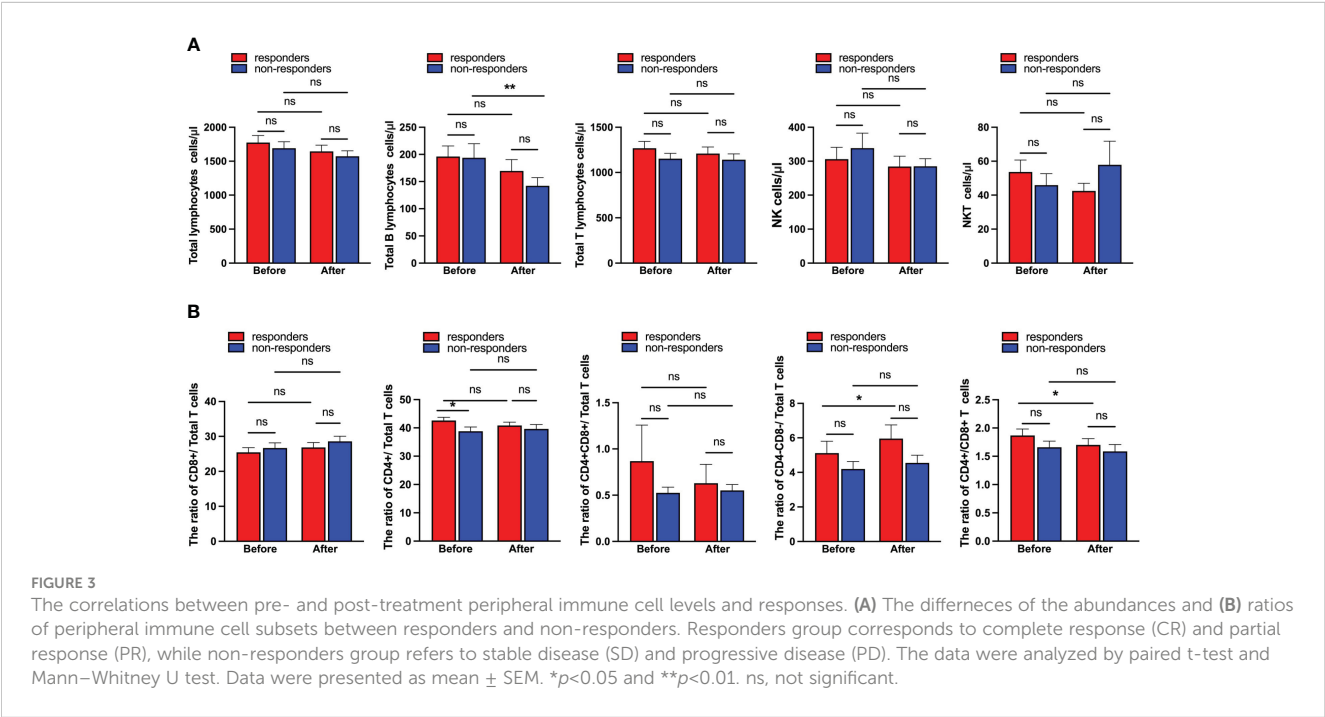 A
responders
non-responders
ns
ns
ns
ns
Total lymphocytes cells/μl
2000
1500
1000
500
0
Before
After
responders
non-responders
**
ns
ns
ns
Total B lymphocytes cells/μl
250
200
150
100
50
0
Before
After
responders
non-responders
ns
ns
ns
ns
Total T lymphocytes cells/μl
1500
1000
500
0
Before
After
responders
non-responders
ns
ns
ns
ns
NK cells/μl
400
300
200
100
0
Before
After
responders
non-responders
ns
ns
ns
ns
NKT cells/μl
80
60
40
20
0
Before
After
B
responders
non-responders
ns
ns
ns
ns
The ratio of CD8+/ Total T cells
40
30
20
10
0
Before
After
responders
non-responders
ns
ns
*
ns
The ratio of CD4+/ Total T cells
50
40
30
20
10
0
Before
After
responders
non-responders
ns
ns
ns
ns
The ratio of CD4+CD8+/ Total T cells
1.5
1.0
0.5
0.0
Before
After
responders
non-responders
ns
*
ns
ns
The ratio of CD4-CD8-/ Total T cells
8
6
4
2
0
Before
After
responders
non-responders
ns
*
ns
ns
The ratio of CD4+/CD8+ T cells
2.5
2.0
1.5
1.0
0.5
0.0
Before
After
FIGURE 3
The correlations between pre- and post-treatment peripheral immune cell levels and responses. (A) The differneces of the abundances and (B) ratios
of peripheral immune cell subsets between responders and non-responders. Responders group corresponds to complete response (CR) and partial
response (PR), while non-responders group refers to stable disease (SD) and progressive disease (PD). The data were analyzed by paired t-test and
Mann–Whitney U test. Data were presented as mean ± SEM. *p<0.05 and **p<0.01. ns, not significant.